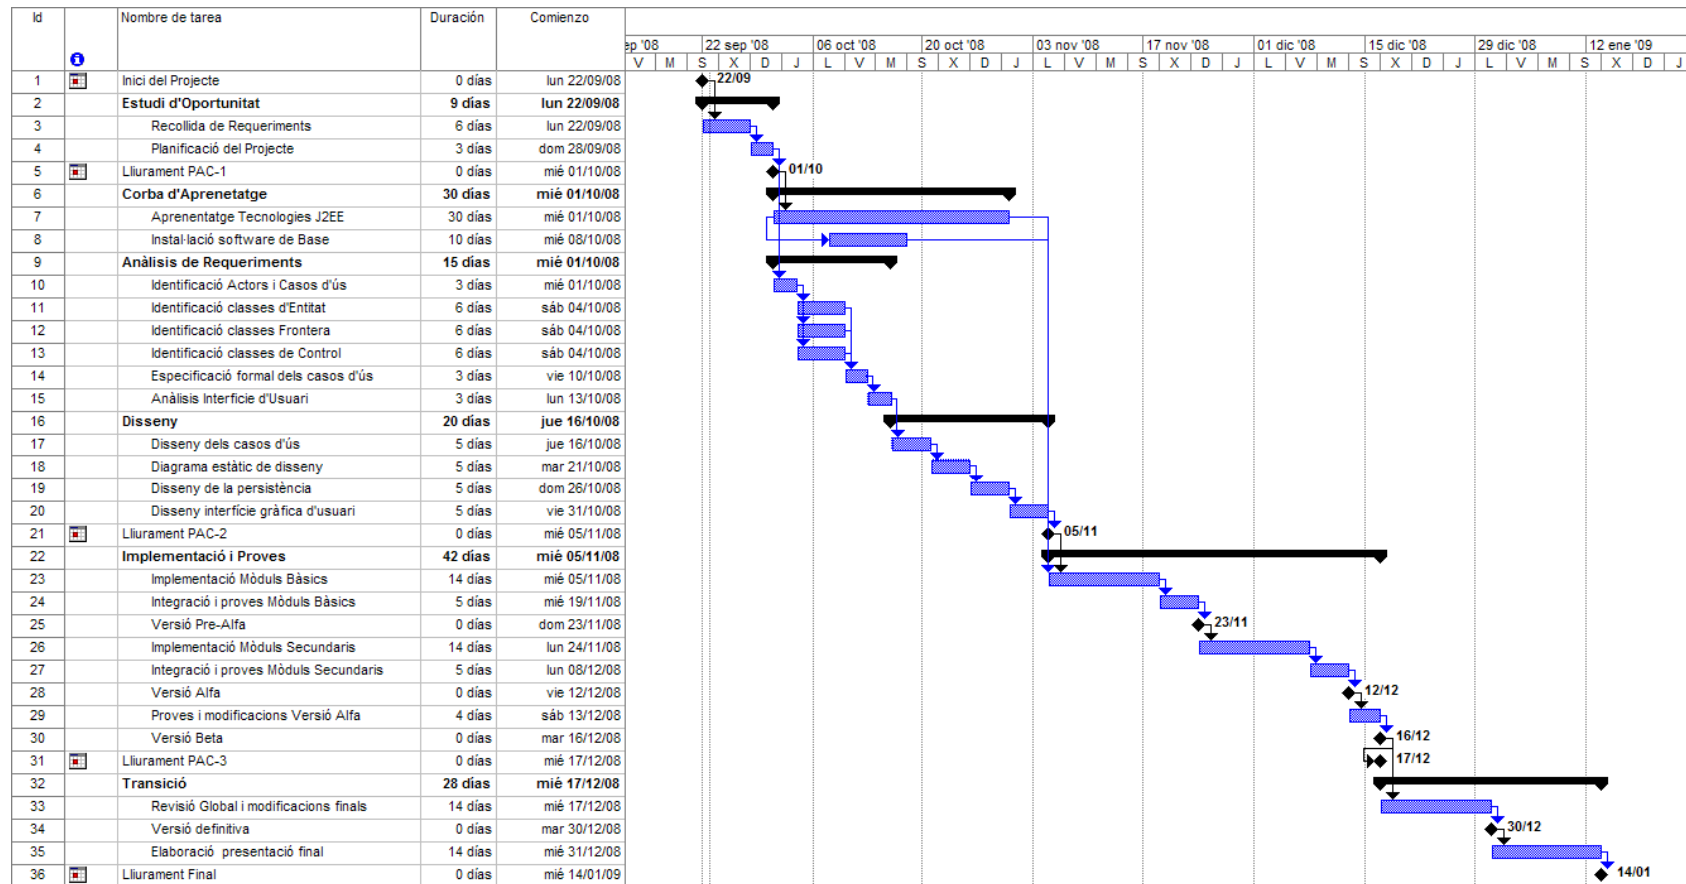 Id Nombre de tarea Duración Comienzo
ep '08 22 sep '08 06 oct '08 20 oct '08 03 nov '08 17 nov '08 01 dic '08 15 dic '08 29 dic '08 12 ene '09
V M S X D J L V M S X D J L V M S X D J L V M S X D J L V M S X D J
1 Inici del Projecte 0 días lun 22/09/08 22/09
2 Estudi d'Oportunitat 9 días lun 22/09/08
3 Recollida de Requeriments 6 días lun 22/09/08
4 Planificació del Projecte 3 días dom 28/09/08
5 Lliurament PAC-1 0 días mié 01/10/08 01/10
6 Corba d'Aprenetatge 30 días mié 01/10/08
7 Aprenentatge Tecnologies J2EE 30 días mié 01/10/08
8 Instal·lació software de Base 10 días mié 08/10/08
9 Anàlisis de Requeriments 15 días mié 01/10/08
10 Identificació Actors i Casos d'ús 3 días mié 01/10/08
11 Identificació classes d'Entitat 6 días sáb 04/10/08
12 Identificació classes Frontera 6 días sáb 04/10/08
13 Identificació classes de Control 6 días sáb 04/10/08
14 Especificació formal dels casos d'ús 3 días vie 10/10/08
15 Anàlisis Interficie d'Usuari 3 días lun 13/10/08
16 Disseny 20 días jue 16/10/08
17 Disseny dels casos d'ús 5 días jue 16/10/08
18 Diagrama estàtic de disseny 5 días mar 21/10/08
19 Disseny de la persistència 5 días dom 26/10/08
20 Disseny interfície gràfica d'usuari 5 días vie 31/10/08
21 Lliurament PAC-2 0 días mié 05/11/08 05/11
22 Implementació i Proves 42 días mié 05/11/08
23 Implementació Mòduls Bàsics 14 días mié 05/11/08
24 Integració i proves Mòduls Bàsics 5 días mié 19/11/08
25 Versió Pre-Alfa 0 días dom 23/11/08 23/11
26 Implementació Mòduls Secundaris 14 días lun 24/11/08
27 Integració i proves Mòduls Secundaris 5 días lun 08/12/08
28 Versió Alfa 0 días vie 12/12/08 12/12
29 Proves i modificacions Versió Alfa 4 días sáb 13/12/08
30 Versió Beta 0 días mar 16/12/08 16/12
31 Lliurament PAC-3 0 días mié 17/12/08 17/12
32 Transició 28 días mié 17/12/08
33 Revisió Global i modificacions finals 14 días mié 17/12/08
34 Versió definitiva 0 días mar 30/12/08 30/12
35 Elaboració presentació final 14 días mié 31/12/08
36 Lliurament Final 0 días mié 14/01/09 14/01